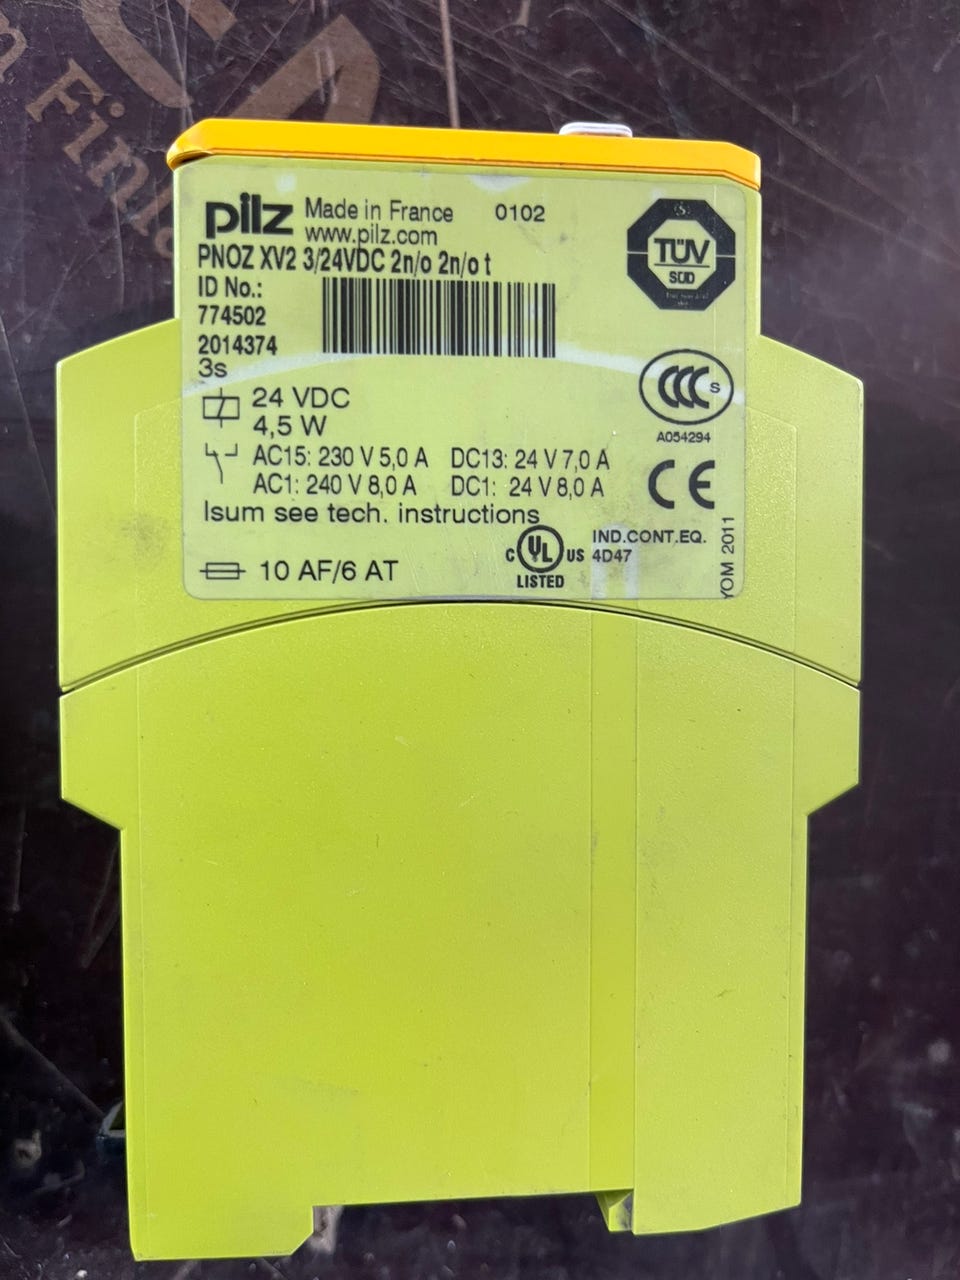 pilz Made in France 0102
www.pilz.com
PNOZ XV2 3/24VDC 2n/o 2n/o t
ID No.:
774502
2014374
3s
24 VDC
4,5 W
AC15: 230 V 5,0 A DC13: 24 V 7,0 A
AC1: 240 V 8,0 A DC1: 24 V 8,0 A
Isum see tech. instructions
10 AF/6 AT
TÜV
SÜD
CCC S
A054294
CE
C UL US
LISTED
IND.CONT.EQ.
4D47
YOM 2011